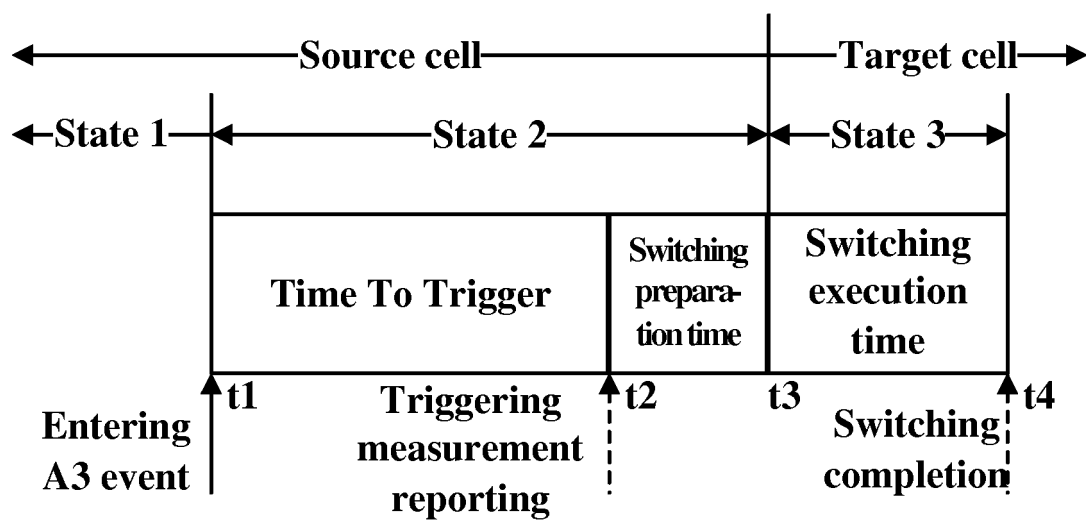 Source cell
Target cell
State 1
State 2
State 3
Time To Trigger
Switching
prepara-
tion time
Switching
execution
time
t1
t2
t3
t4
Entering
A3 event
Triggering
measurement
reporting
Switching
completion